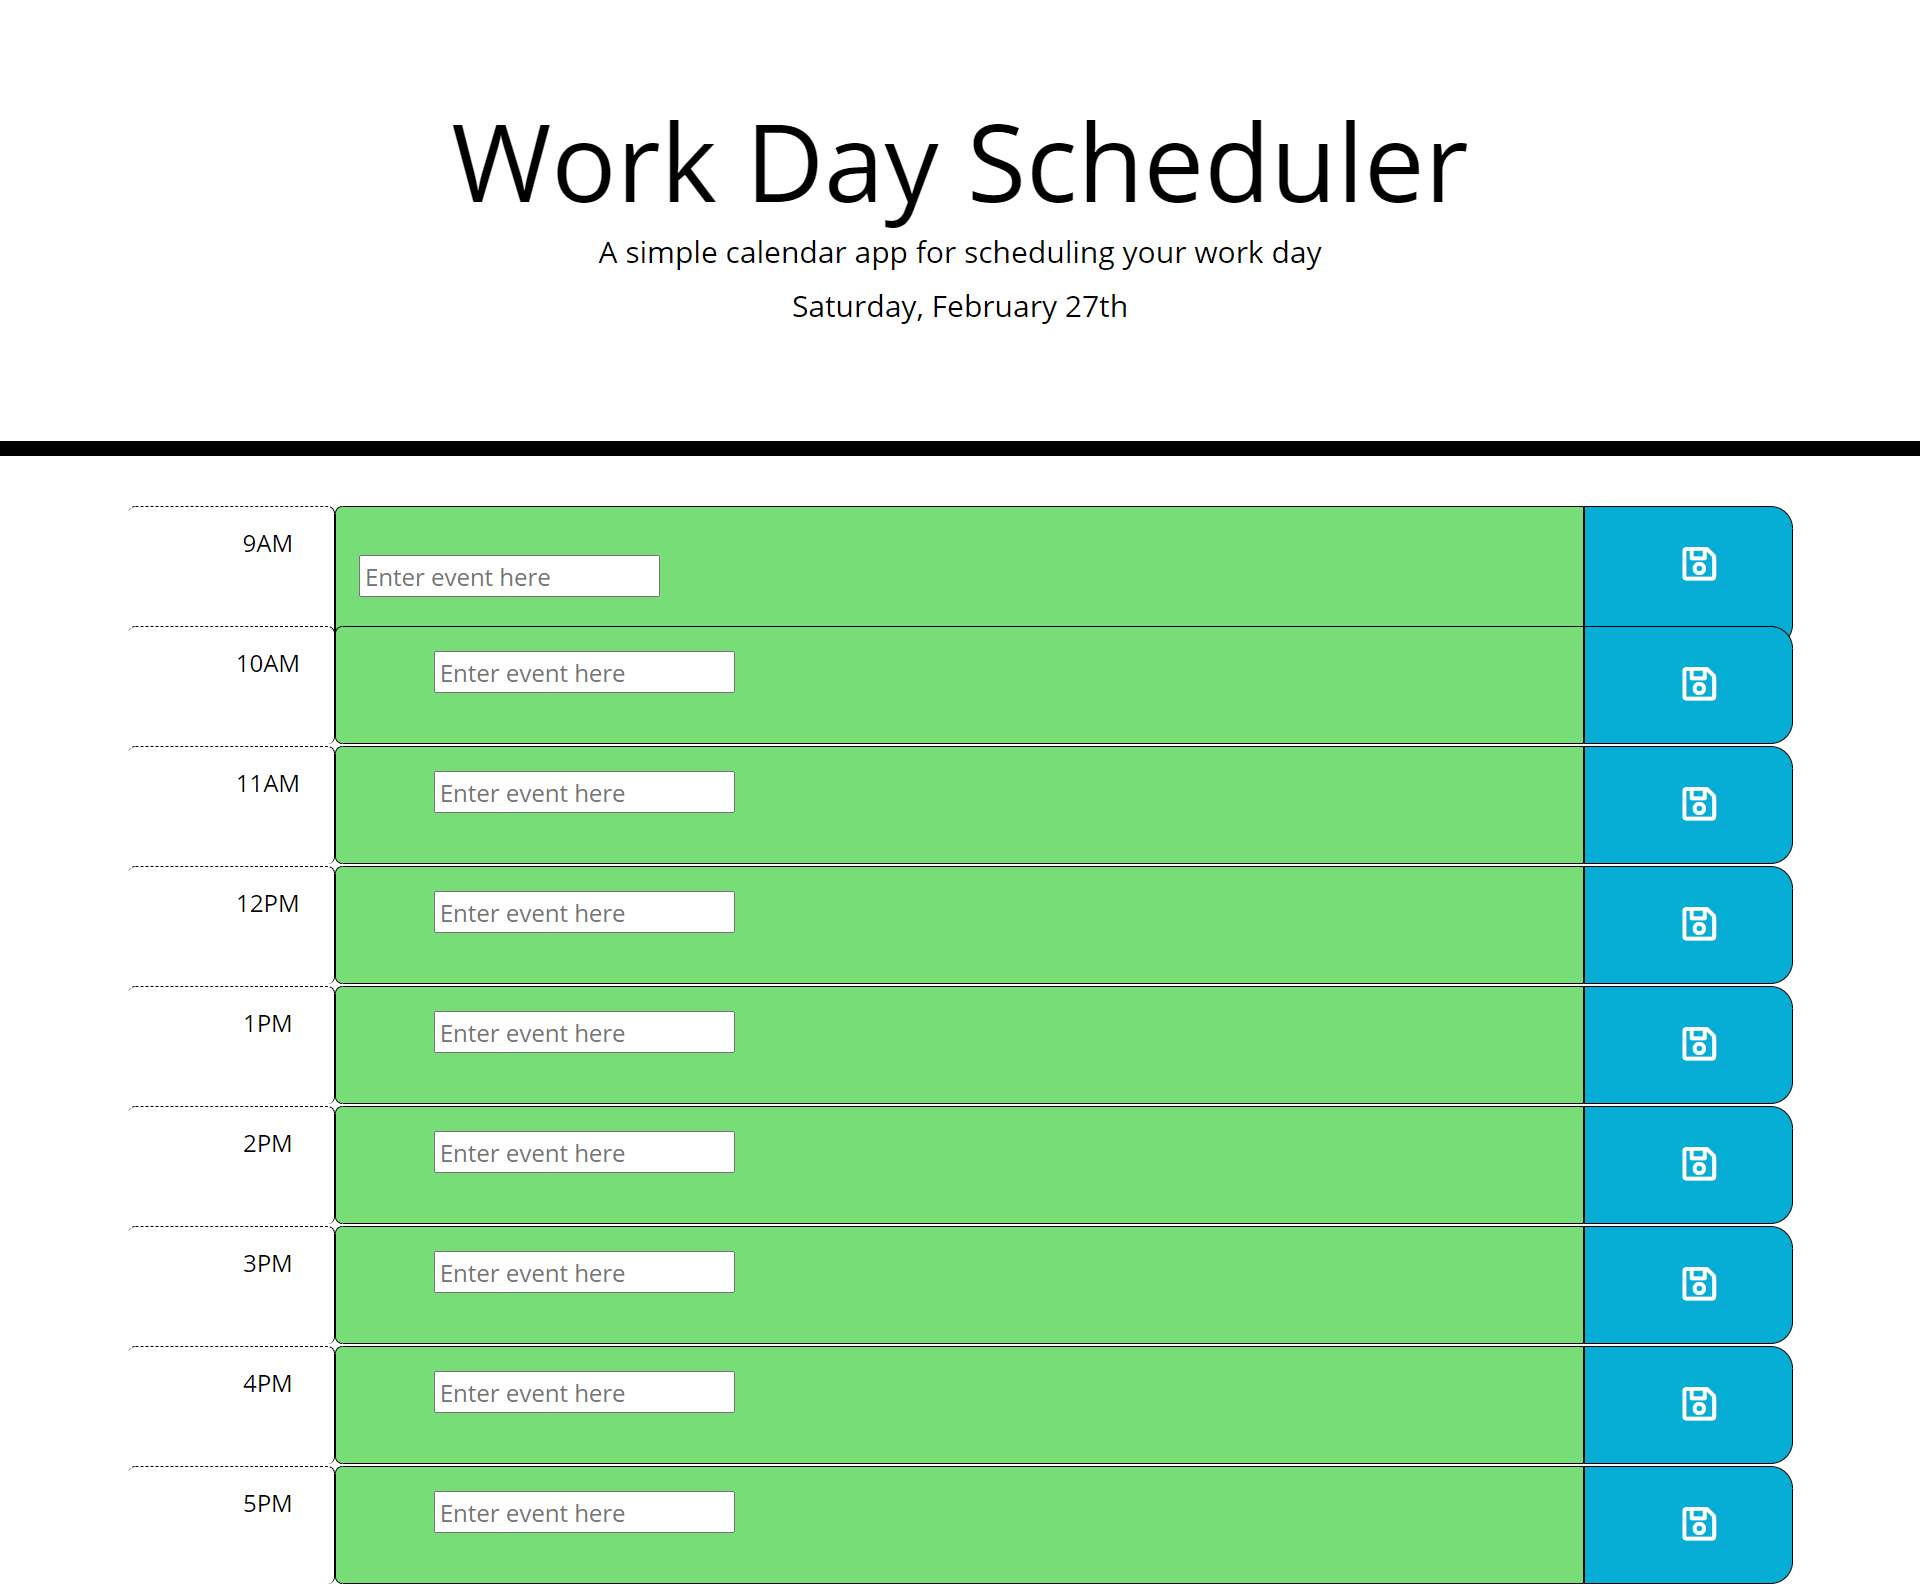 Work Day Scheduler
A simple calendar app for scheduling your work day
Saturday, February 27th
9AM
Enter event here
10AM
Enter event here
11AM
Enter event here
12PM
Enter event here
1PM
Enter event here
2PM
Enter event here
3PM
Enter event here
4PM
Enter event here
5PM
Enter event here